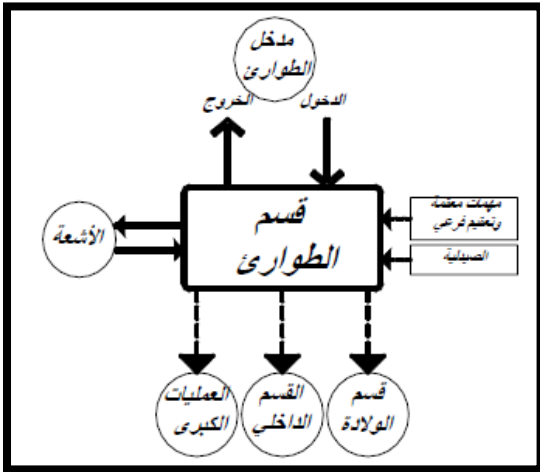 مدخل
الطوارئ
الدخول
الخروج
قسم
الطوارئ
مهمات معقمة
وتعقيم فرعي
الصيدلية
الأشعة
قسم
الولادة
القسم
الداخلي
العمليات
الكبرى